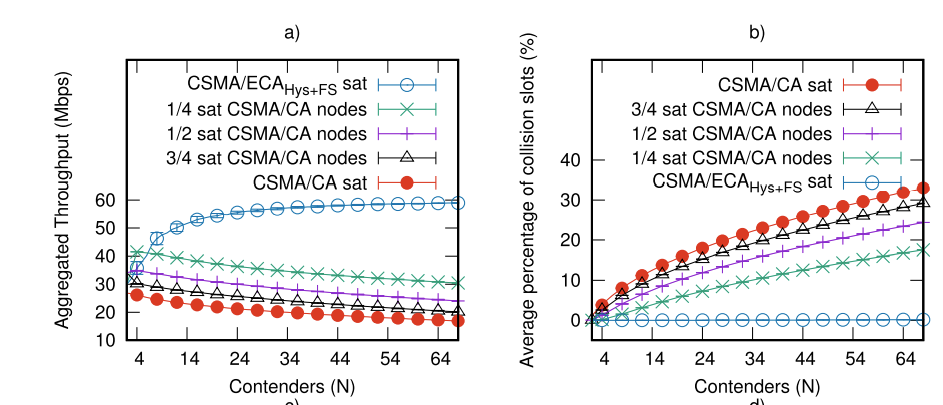 a)
Aggregated Throughput (Mbps)
CSMA/ECA_Hys+FS sat
1/4 sat CSMA/CA nodes
1/2 sat CSMA/CA nodes
3/4 sat CSMA/CA nodes
CSMA/CA sat
60
50
40
30
20
10
4 14 24 34 44 54 64
Contenders (N)
c)
b)
Average percentage of collision slots (%)
CSMA/CA sat
3/4 sat CSMA/CA nodes
1/2 sat CSMA/CA nodes
1/4 sat CSMA/CA nodes
CSMA/ECA_Hys+FS sat
40
30
20
10
0
4 14 24 34 44 54 64
Contenders (N)
d)